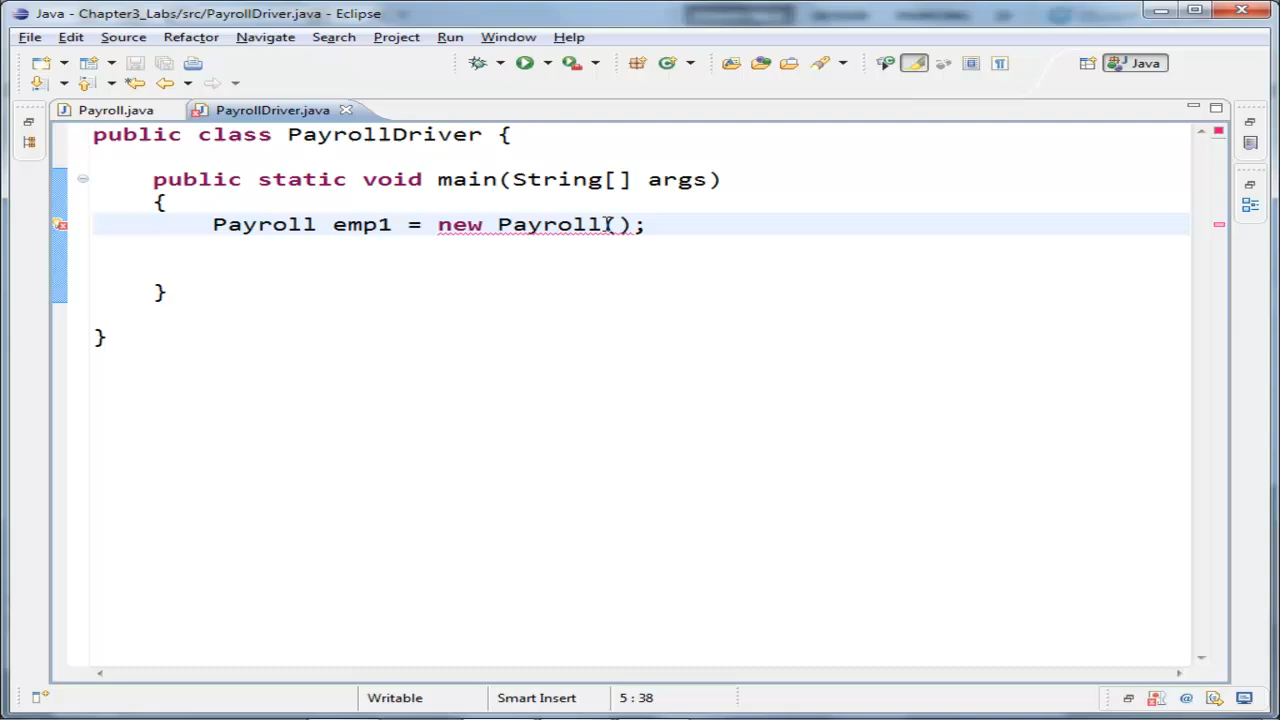 Java - Chapter3_Labs/src/PayrollDriver.java - Eclipse
File Edit Source Refactor Navigate Search Project Run Window Help
Java
Payroll.java PayrollDriver.java
public class PayrollDriver {
public static void main(String[] args)
{
Payroll emp1 = new Payroll();
}
}
Writable Smart Insert 5 : 38